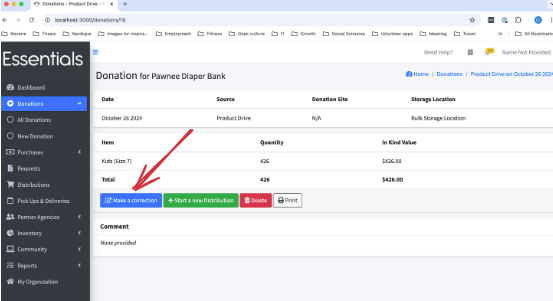 Donations - Product Drive - F
localhost:3000/donations/19
Reverie
Theeis
Nerdique
Images for inspira...
Employment
Fitness
Geek culture
IT
Growth
Social Sciences
Volunteer apps
Meaning
Travel
All Bookmarks
Essentials
Need Help?
Name Not Provided
Donation for Pawnee Diaper Bank
Home / Donations / Product Drive on October 26 2024
Dashboard
Donations
All Donations
New Donation
Purchases
Requests
Distributions
Pick Ups & Deliveries
Partner Agencies
Inventory
Community
Reports
My Organization
Date Source Donation Site Storage Location
October 26 2024 Product Drive N/A Bulk Storage Location
Item Quantity In Kind Value
Kids (Size 7) 426 $426.00
Total 426 $426.00
Make a correction
Start a new Distribution
Delete
Print
Comment
None provided